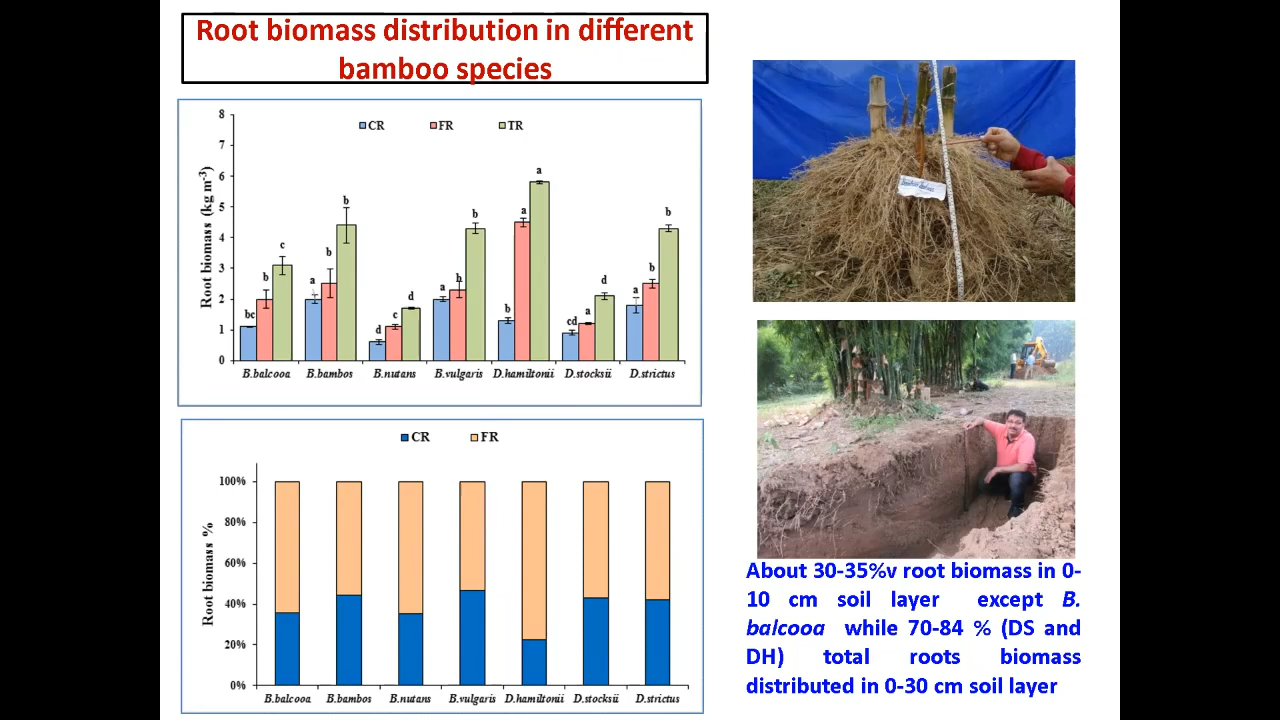 Root biomass distribution in different
bamboo species
8
7
6
5
4
3
2
1
0
Root biomass (kg m-3)
CR FR TR
bc b c
a b b
d c d
a b b
b a a
cd a d
a b b
B.balcooa B.bambos B.nutans B.vulgaris D.hamiltonii D.stocksii D.strictus
CR FR
100%
80%
60%
40%
20%
0%
Root biomass %
B.balcooa B.bambos B.nutans B.vulgaris D.hamiltonii D.stocksii D.strictus
About 30-35%v root biomass in 0-
10 cm soil layer except B.
balcooa while 70-84 % (DS and
DH) total roots biomass
distributed in 0-30 cm soil layer